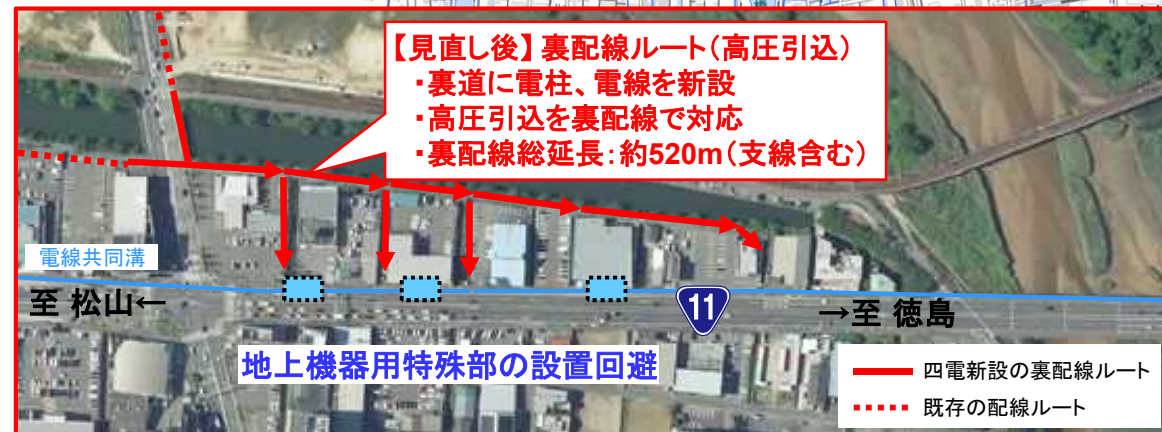 【見直し後】裏配線ルート(高圧引込)
・裏道に電柱、電線を新設
・高圧引込を裏配線で対応
・裏配線総延長:約520m(支線含む)
電線共同溝
至 松山←
11
→至 徳島
地上機器用特殊部の設置回避
四電新設の裏配線ルート
既存の配線ルート